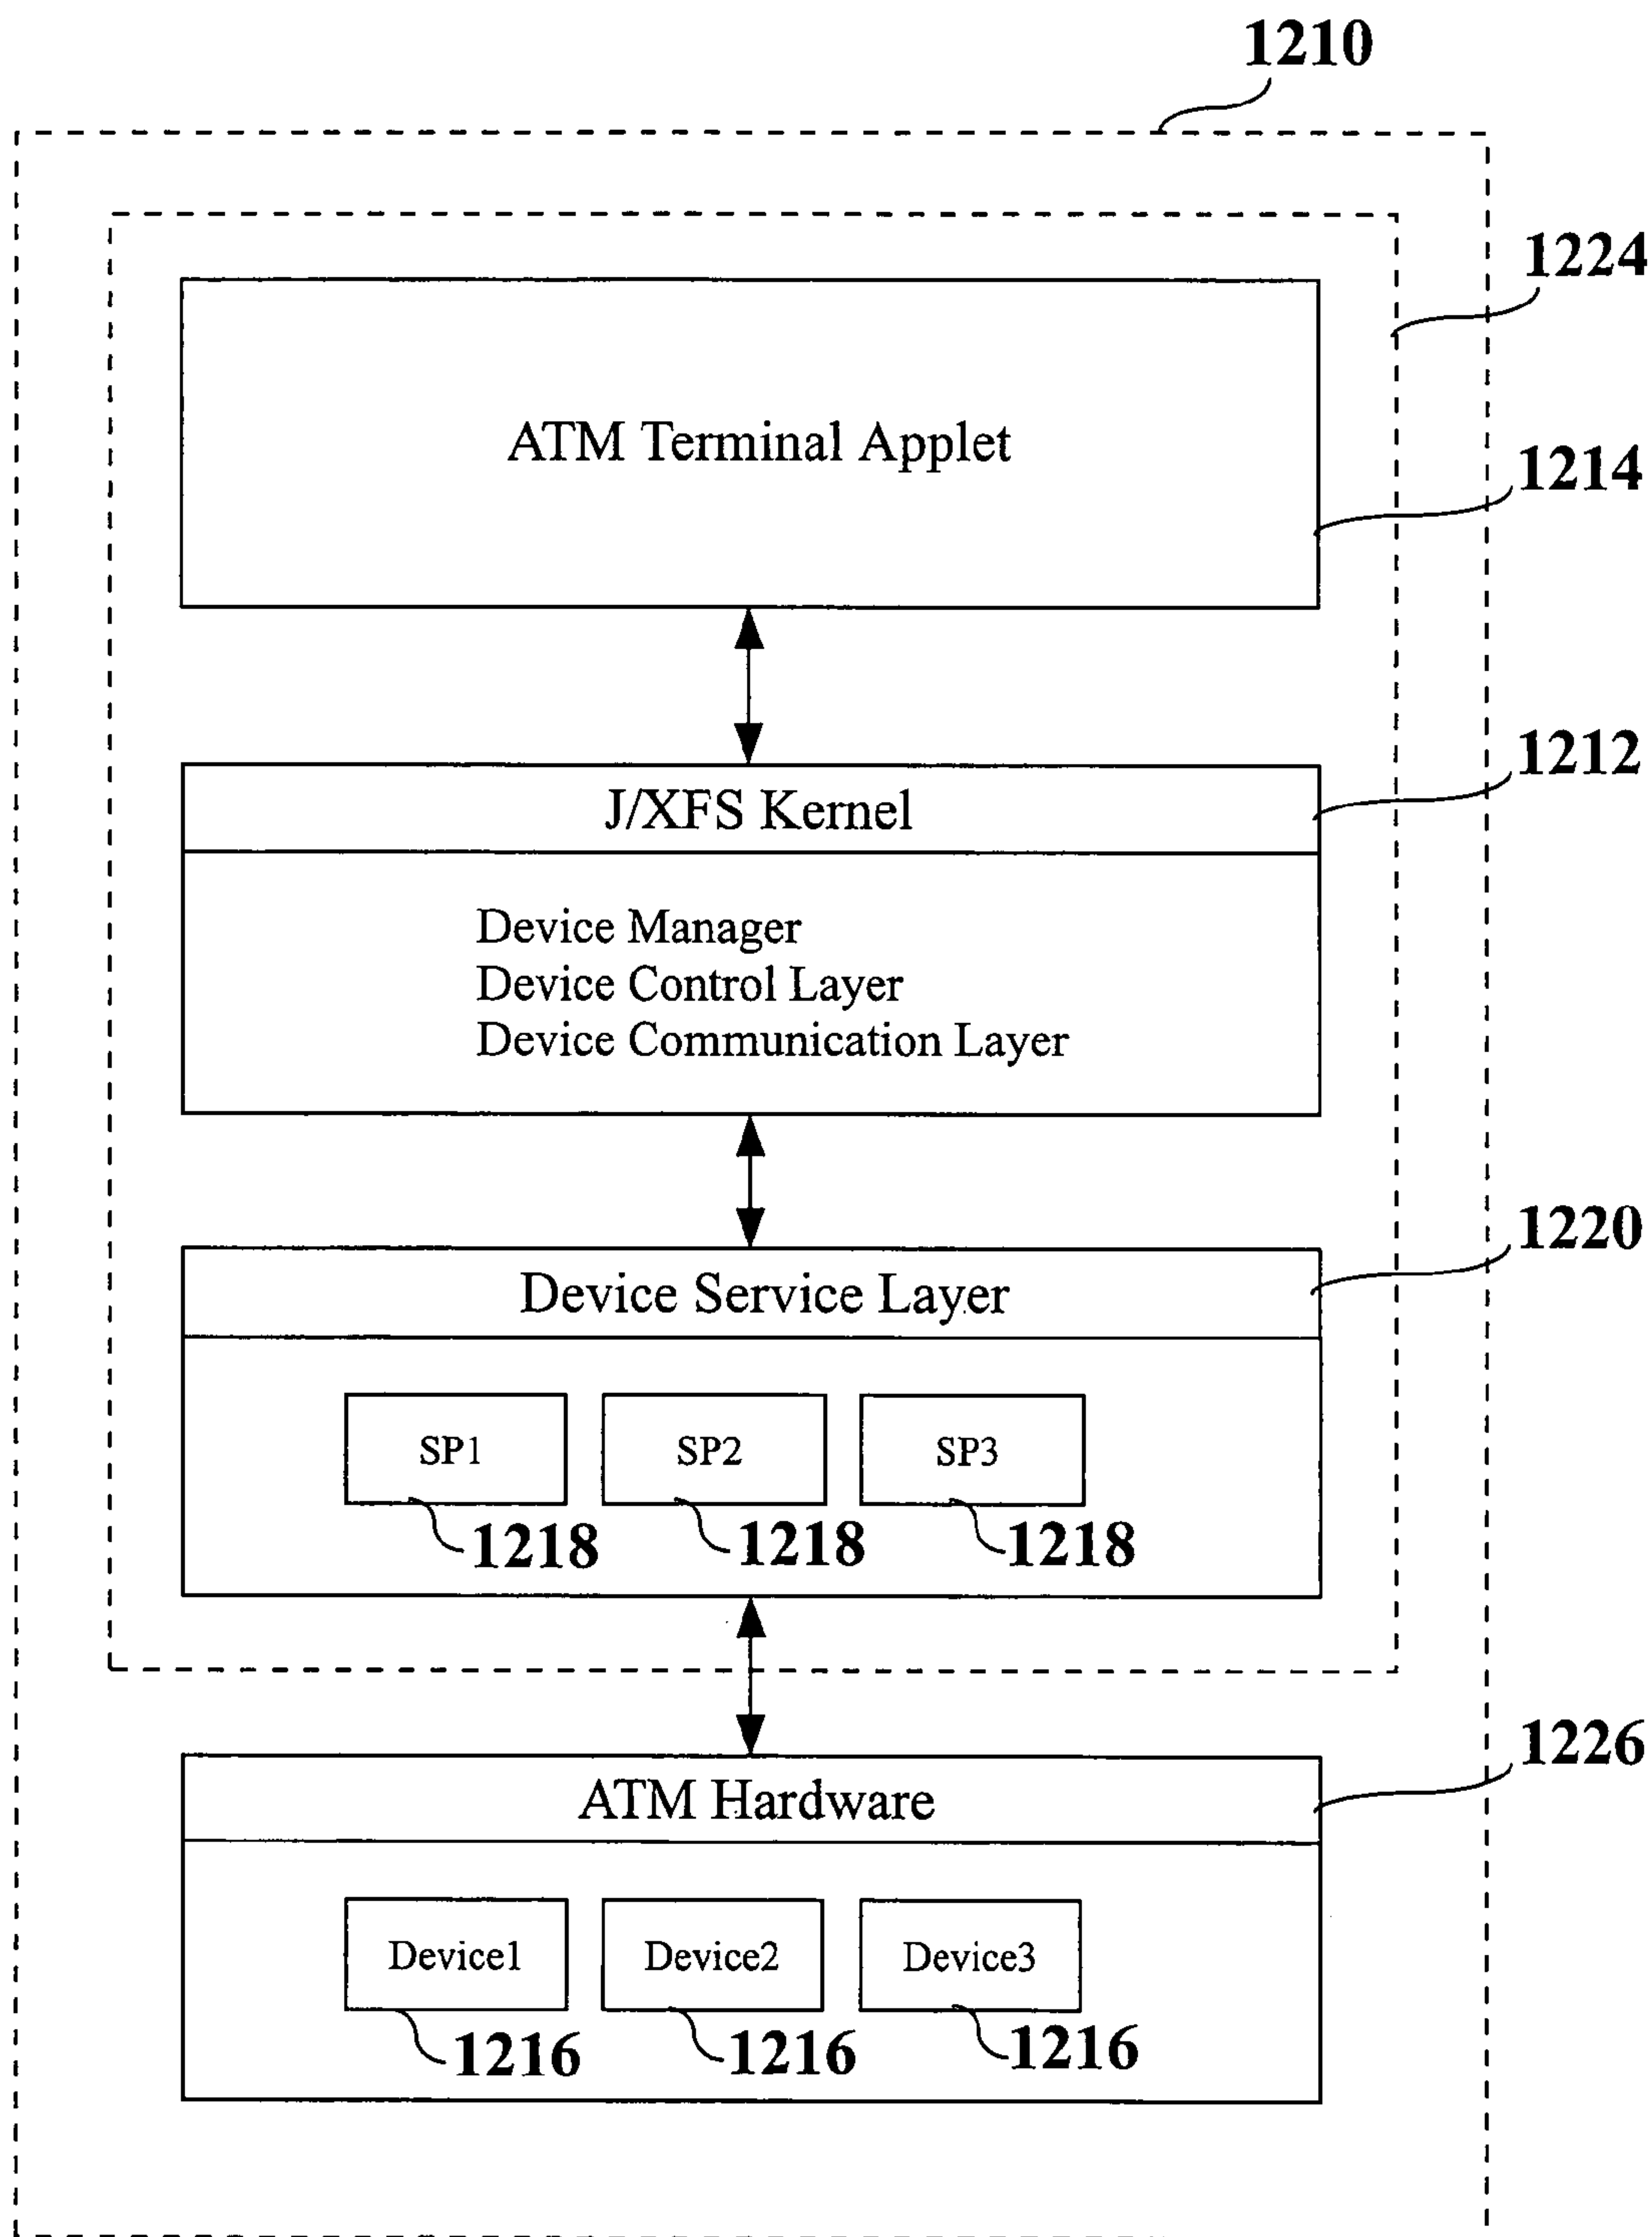 1210
1224
ATM Terminal Applet
1214
1212
J/XFS Kernel
Device Manager
Device Control Layer
Device Communication Layer
1220
Device Service Layer
SP1 SP2 SP3
1218 1218 1218
1226
ATM Hardware
Device1 Device2 Device3
1216 1216 1216